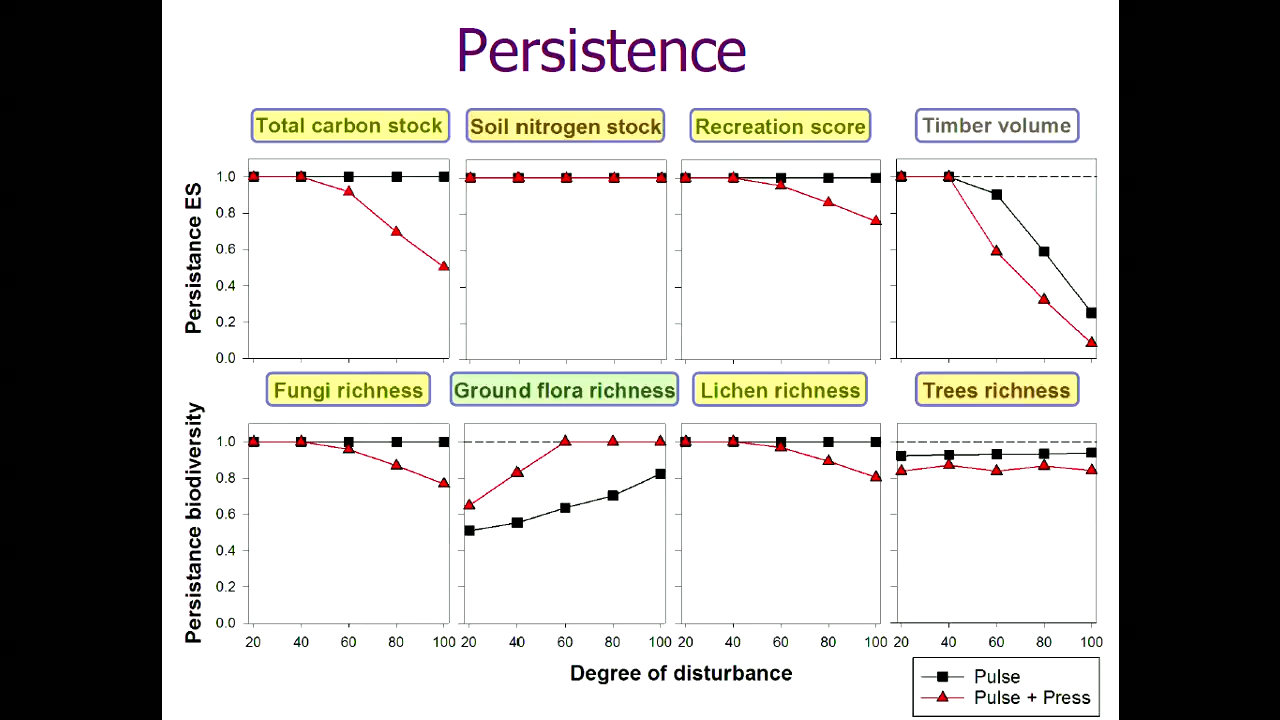 Persistence
Total carbon stock
Soil nitrogen stock
Recreation score
Timber volume
Persistance ES
1.0
0.8
0.6
0.4
0.2
0.0
Fungi richness
Ground flora richness
Lichen richness
Trees richness
Persistance biodiversity
1.0
0.8
0.6
0.4
0.2
0.0
20 40 60 80 100
20 40 60 80 100
20 40 60 80 100
20 40 60 80 100
Degree of disturbance
Pulse
Pulse + Press